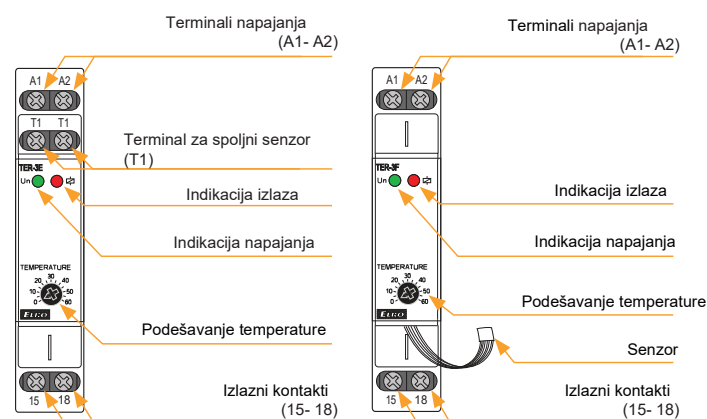 Terminali napajanja
(A1- A2)
A1 A2
T1 T1
Terminal za spoljni senzor
(T1)
TER-3E
Un
Indikacija izlaza
Indikacija napajanja
TEMPERATURE
0 10 20 30 40 50 60
ELKO
Podešavanje temperature
15 18
Izlazni kontakti
(15- 18)
Terminali napajanja
(A1- A2)
A1 A2
TER-3F
Un
Indikacija izlaza
Indikacija napajanja
TEMPERATURE
0 10 20 30 40 50 60
ELKO
Podešavanje temperature
Senzor
15 18
Izlazni kontakti
(15- 18)